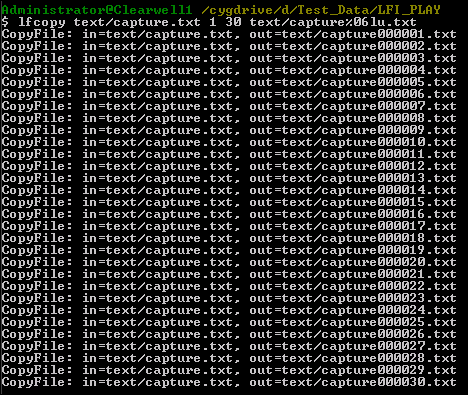 Administrator@Clearwell1 /cygdrive/d/Test_Data/LFI_PLAY
$ lfcopy text/capture.txt 1 30 text/capture%06lu.txt
CopyFile: in=text/capture.txt, out=text/capture000001.txt
CopyFile: in=text/capture.txt, out=text/capture000002.txt
CopyFile: in=text/capture.txt, out=text/capture000003.txt
CopyFile: in=text/capture.txt, out=text/capture000004.txt
CopyFile: in=text/capture.txt, out=text/capture000005.txt
CopyFile: in=text/capture.txt, out=text/capture000006.txt
CopyFile: in=text/capture.txt, out=text/capture000007.txt
CopyFile: in=text/capture.txt, out=text/capture000008.txt
CopyFile: in=text/capture.txt, out=text/capture000009.txt
CopyFile: in=text/capture.txt, out=text/capture000010.txt
CopyFile: in=text/capture.txt, out=text/capture000011.txt
CopyFile: in=text/capture.txt, out=text/capture000012.txt
CopyFile: in=text/capture.txt, out=text/capture000013.txt
CopyFile: in=text/capture.txt, out=text/capture000014.txt
CopyFile: in=text/capture.txt, out=text/capture000015.txt
CopyFile: in=text/capture.txt, out=text/capture000016.txt
CopyFile: in=text/capture.txt, out=text/capture000017.txt
CopyFile: in=text/capture.txt, out=text/capture000018.txt
CopyFile: in=text/capture.txt, out=text/capture000019.txt
CopyFile: in=text/capture.txt, out=text/capture000020.txt
CopyFile: in=text/capture.txt, out=text/capture000021.txt
CopyFile: in=text/capture.txt, out=text/capture000022.txt
CopyFile: in=text/capture.txt, out=text/capture000023.txt
CopyFile: in=text/capture.txt, out=text/capture000024.txt
CopyFile: in=text/capture.txt, out=text/capture000025.txt
CopyFile: in=text/capture.txt, out=text/capture000026.txt
CopyFile: in=text/capture.txt, out=text/capture000027.txt
CopyFile: in=text/capture.txt, out=text/capture000028.txt
CopyFile: in=text/capture.txt, out=text/capture000029.txt
CopyFile: in=text/capture.txt, out=text/capture000030.txt